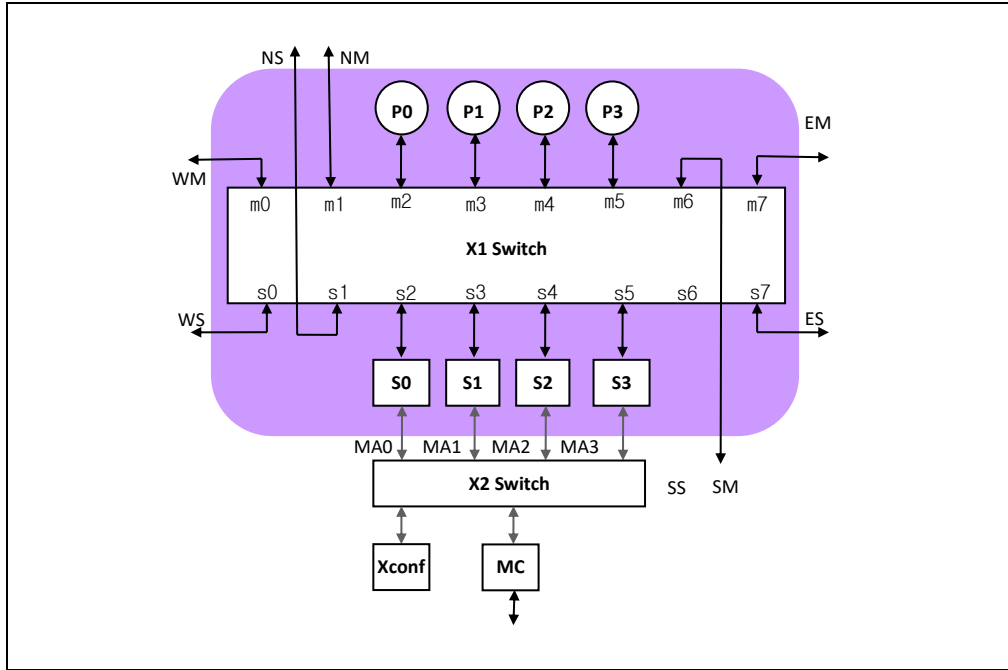 NS NM
P0 P1 P2 P3
EM
WM
m0 m1 m2 m3 m4 m5 m6 m7
X1 Switch
s0 s1 s2 s3 s4 s5 s6 s7
WS ES
S0 S1 S2 S3
MA0 MA1 MA2 MA3
X2 Switch SS SM
Xconf MC